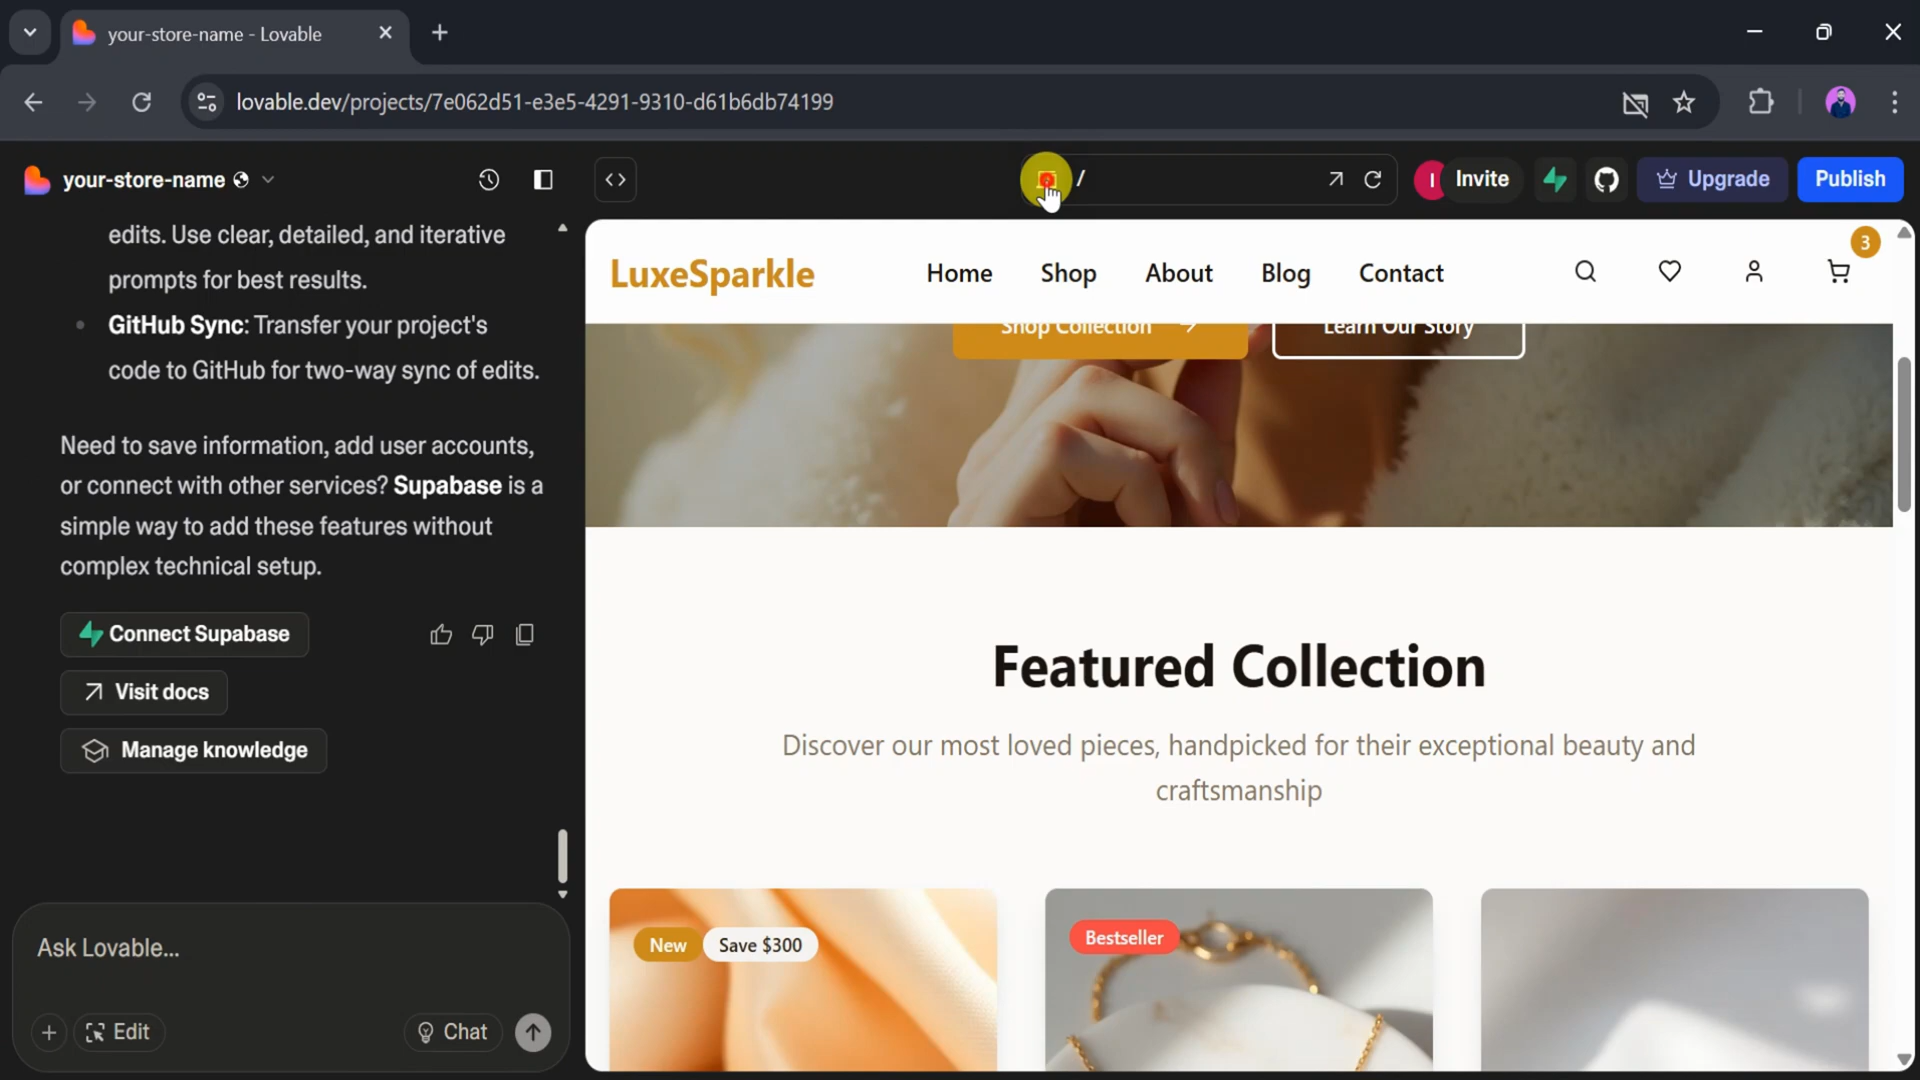 your-store-name - Lovable
lovable.dev/projects/7e062d51-e3e5-4291-9310-d61b6db74199
your-store-name
/
Invite
Upgrade
Publish
edits. Use clear, detailed, and iterative
prompts for best results.
GitHub Sync: Transfer your project's
code to GitHub for two-way sync of edits.
Need to save information, add user accounts,
or connect with other services? Supabase is a
simple way to add these features without
complex technical setup.
Connect Supabase
Visit docs
Manage knowledge
Ask Lovable...
Edit
Chat
LuxeSparkle
Home
Shop
About
Blog
Contact
3
Shop Collection
Learn Our Story
Featured Collection
Discover our most loved pieces, handpicked for their exceptional beauty and
craftsmanship
New
Save $300
Bestseller